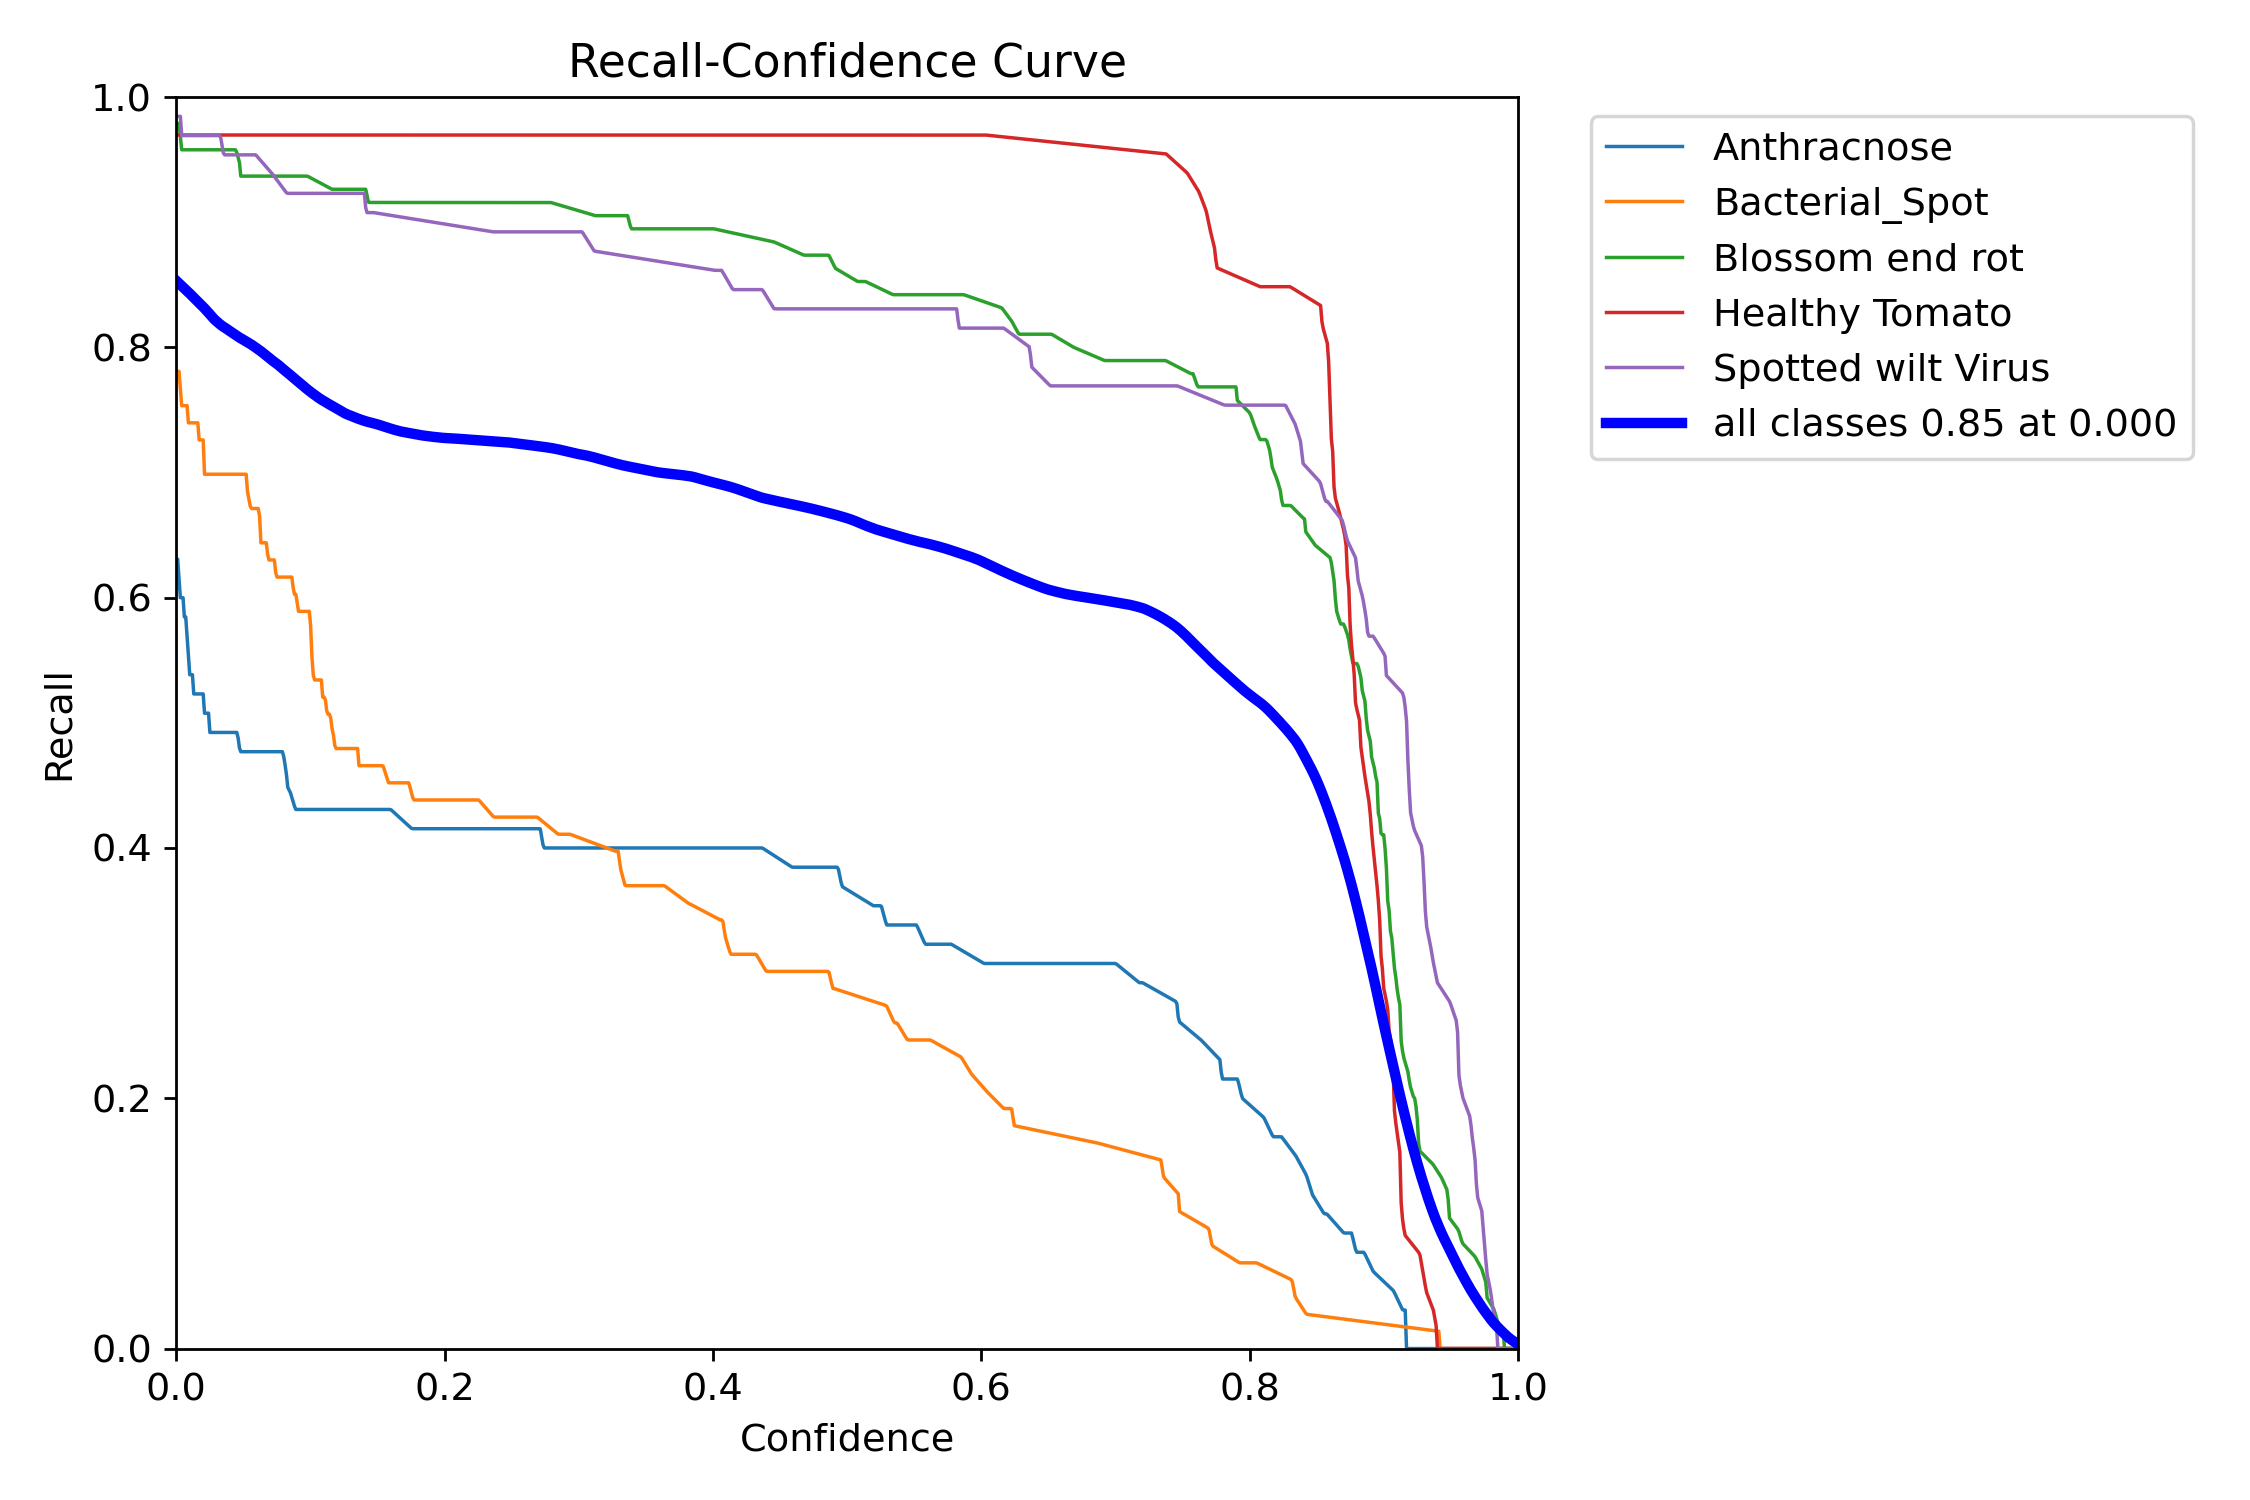 Recall-Confidence Curve
1.0
0.8
0.6
0.4
0.2
0.0
Recall
0.0 0.2 0.4 0.6 0.8 1.0
Confidence
Anthracnose
Bacterial_Spot
Blossom end rot
Healthy Tomato
Spotted wilt Virus
all classes 0.85 at 0.000